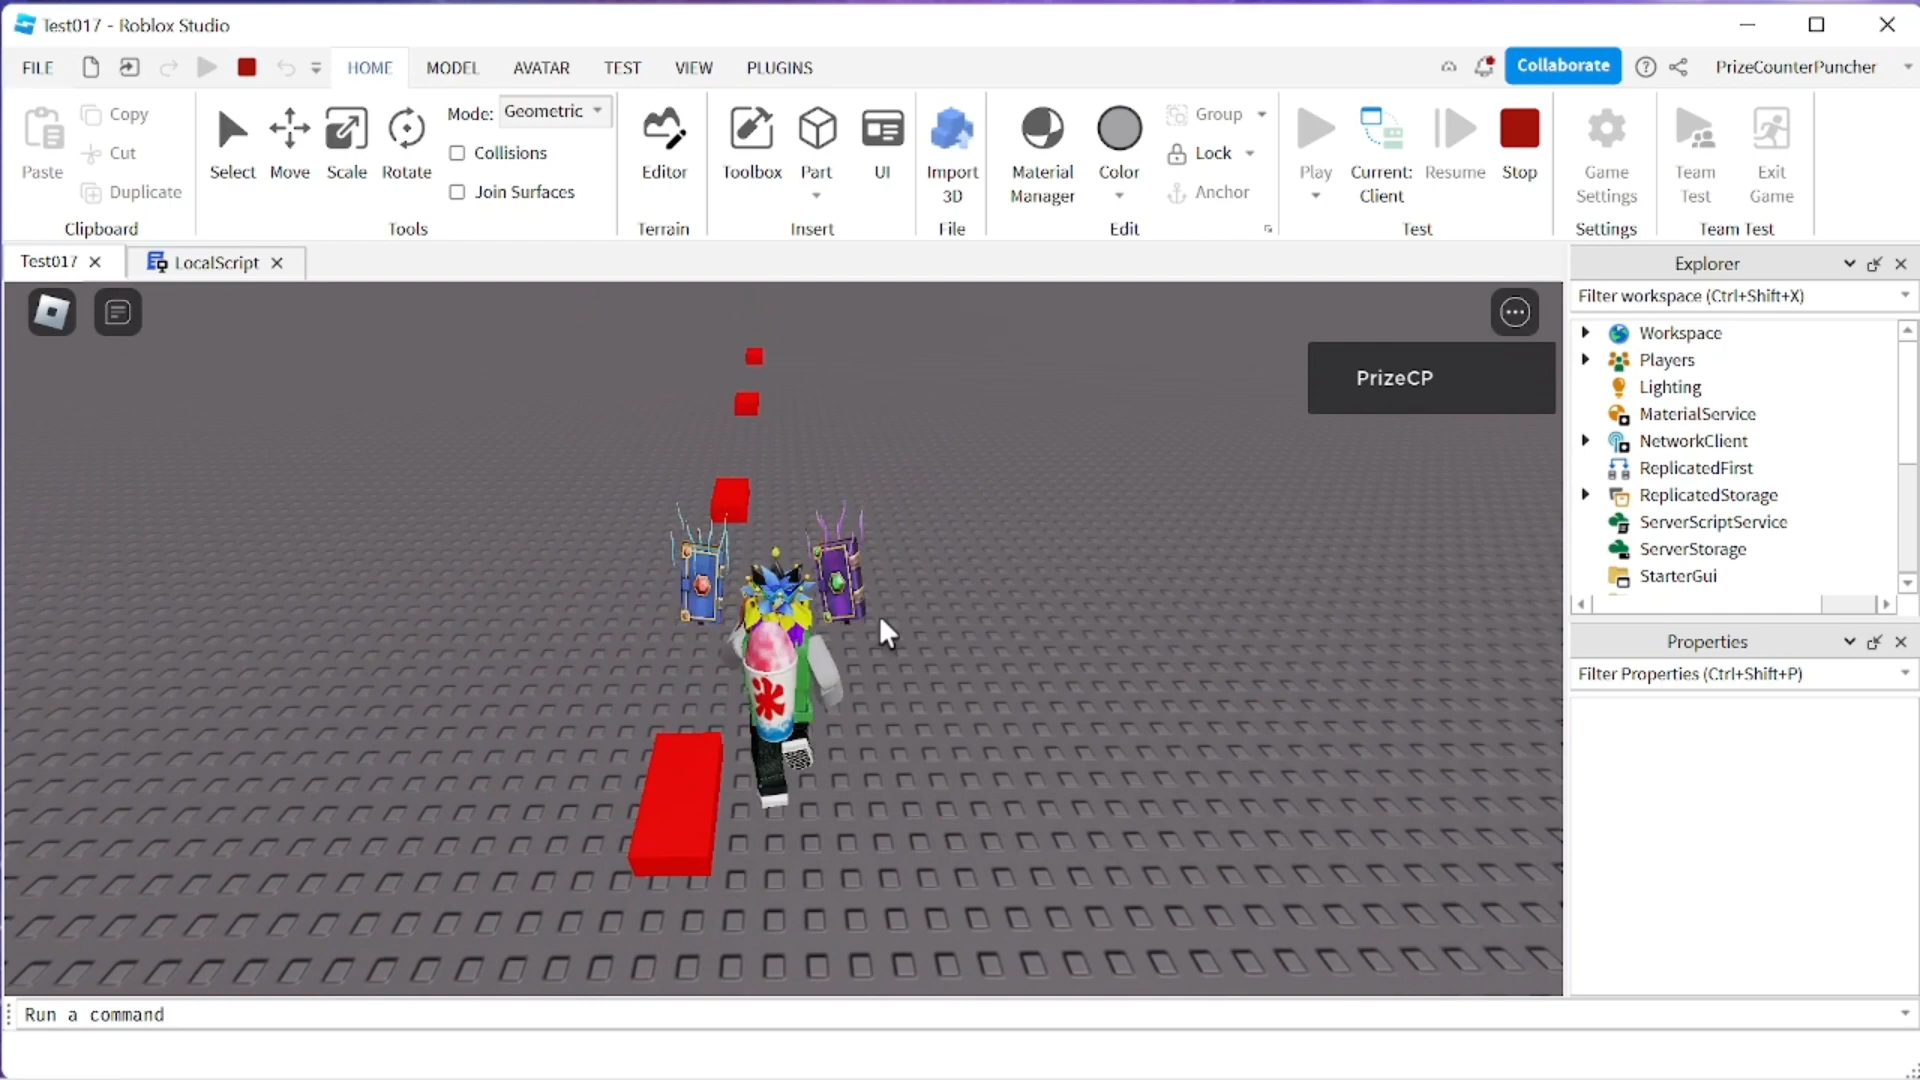 Test017 - Roblox Studio
FILE HOME MODEL AVATAR TEST VIEW PLUGINS Collaborate ? PrizeCounterPuncher
Paste Copy Cut Duplicate
Clipboard
Select Move Scale Rotate Mode: Geometric
Collisions
Join Surfaces
Tools
Editor
Terrain
Toolbox Part UI
Insert
Import 3D
File
Material Manager Color Group Lock Anchor
Edit
Play Current: Client Resume Stop
Test
Game Settings
Settings
Team Test Exit Game
Team Test
Test017 LocalScript
PrizeCP
氷
Explorer
Filter workspace (Ctrl+Shift+X)
Workspace
Players
Lighting
MaterialService
NetworkClient
ReplicatedFirst
ReplicatedStorage
ServerScriptService
ServerStorage
StarterGui
Properties
Filter Properties (Ctrl+Shift+P)
Run a command